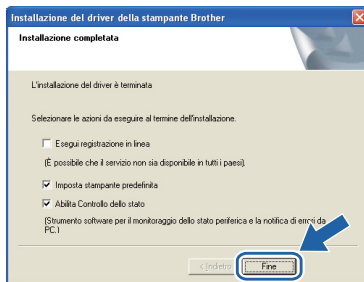 Installazione del driver della stampante Brother
Installazione completata
L'installazione del driver è terminata
Selezionare le azioni da eseguire al termine dell'installazione.
Esegui registrazione in linea
(È possibile che il servizio non sia disponibile in tutti i paesi).
Imposta stampante predefinita
Abilita Controllo dello stato
(Strumento software per il monitoraggio dello stato periferica e la notifica di errori da
PC.)
< Indietro
Fine